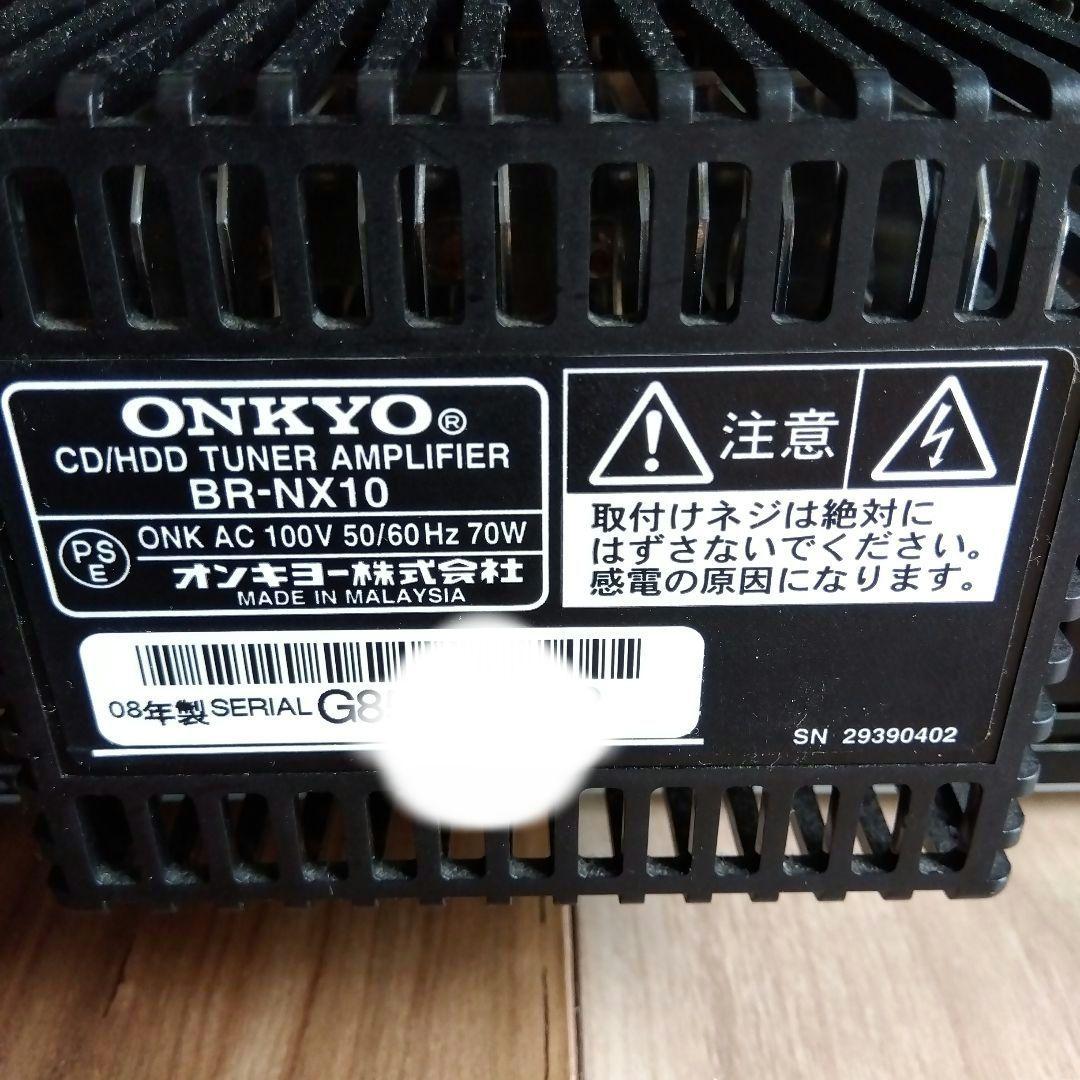 ONKYO®
CD/HDD TUNER AMPLIFIER
BR-NX10
PSE
ONK AC 100V 50/60Hz 70W
オンキヨー株式会社
MADE IN MALAYSIA
注意
取付けネジは絶対に
はずさないでください。
感電の原因になります。
08年製 SERIAL
SN 29390402